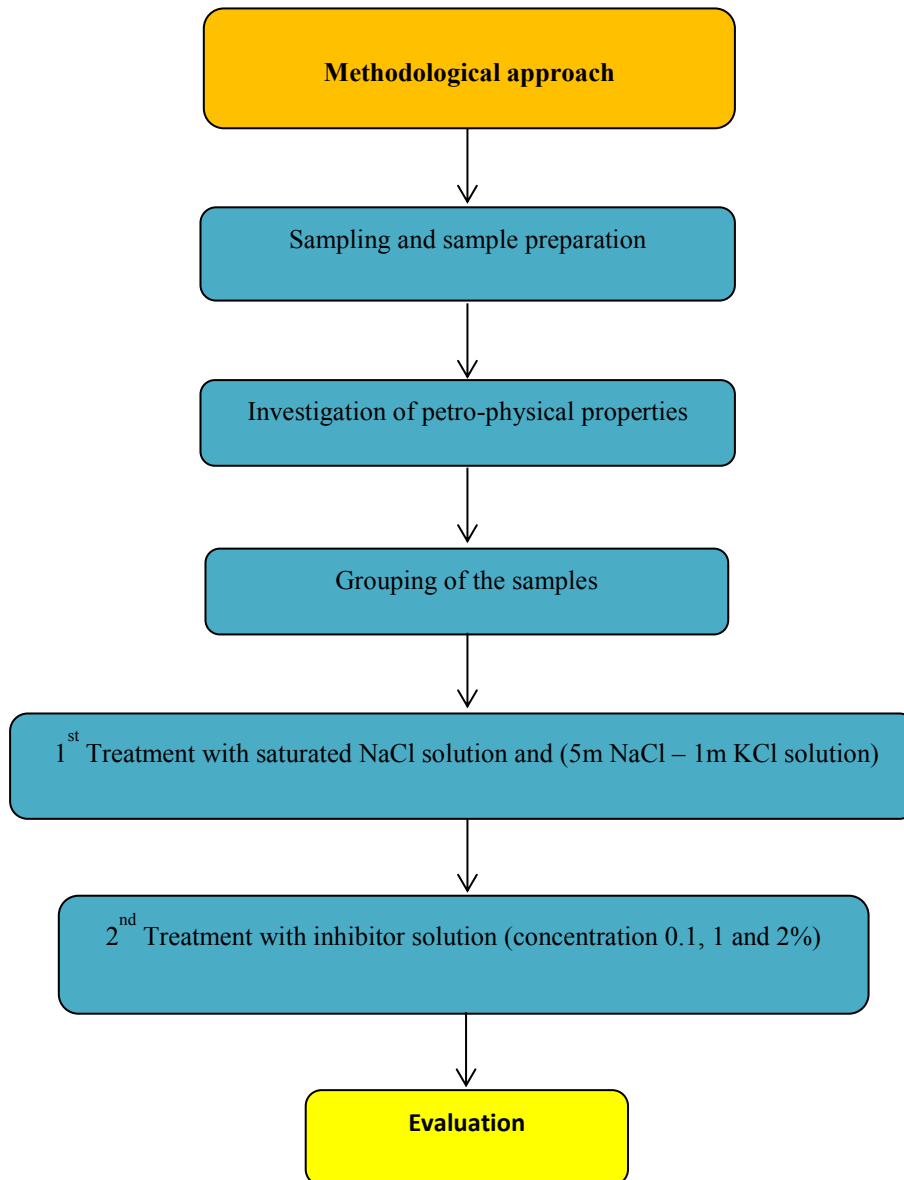 Methodological approach
Sampling and sample preparation
Investigation of petro-physical properties
Grouping of the samples
1st Treatment with saturated NaCl solution and (5m NaCl – 1m KCl solution)
2nd Treatment with inhibitor solution (concentration 0.1, 1 and 2%)
Evaluation